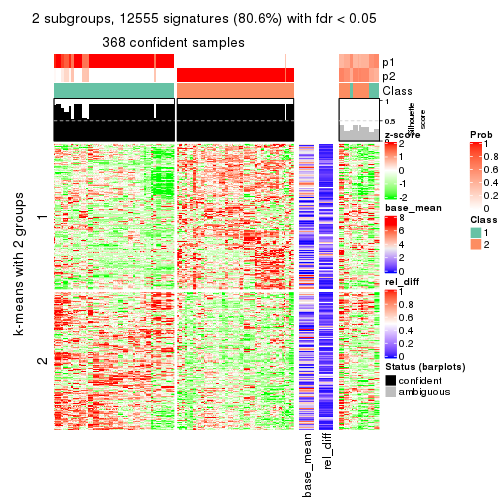 2 subgroups, 12555 signatures (80.6%) with fdr < 0.05
368 confident samples
p1
p2
Class
1
0.5
Silhouette
score
z-score
2
1
0
-1
-2
base_mean
8
6
4
2
0
rel_diff
1
0.8
0.6
0.4
0.2
0
Status (barplots)
confident
ambiguous
Prob
1
0.8
0.6
0.4
0.2
0
Class
1
2
k-means with 2 groups
1
2
base_mean
rel_diff